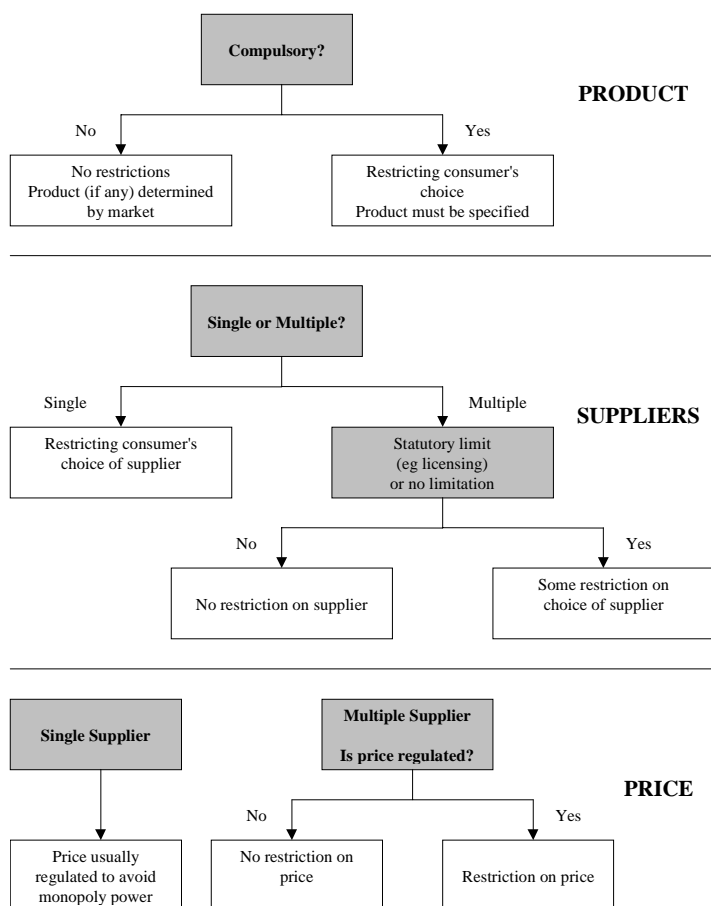 Compulsory?
PRODUCT
No
Yes
No restrictions
Product (if any) determined
by market
Restricting consumer's
choice
Product must be specified
Single or Multiple?
Single
Multiple
SUPPLIERS
Restricting consumer's
choice of supplier
Statutory limit
(eg licensing)
or no limitation
No
Yes
No restriction on supplier
Some restriction on
choice of supplier
Single Supplier
Multiple Supplier
Is price regulated?
PRICE
No
Yes
Price usually
regulated to avoid
monopoly power
No restriction on
price
Restriction on price